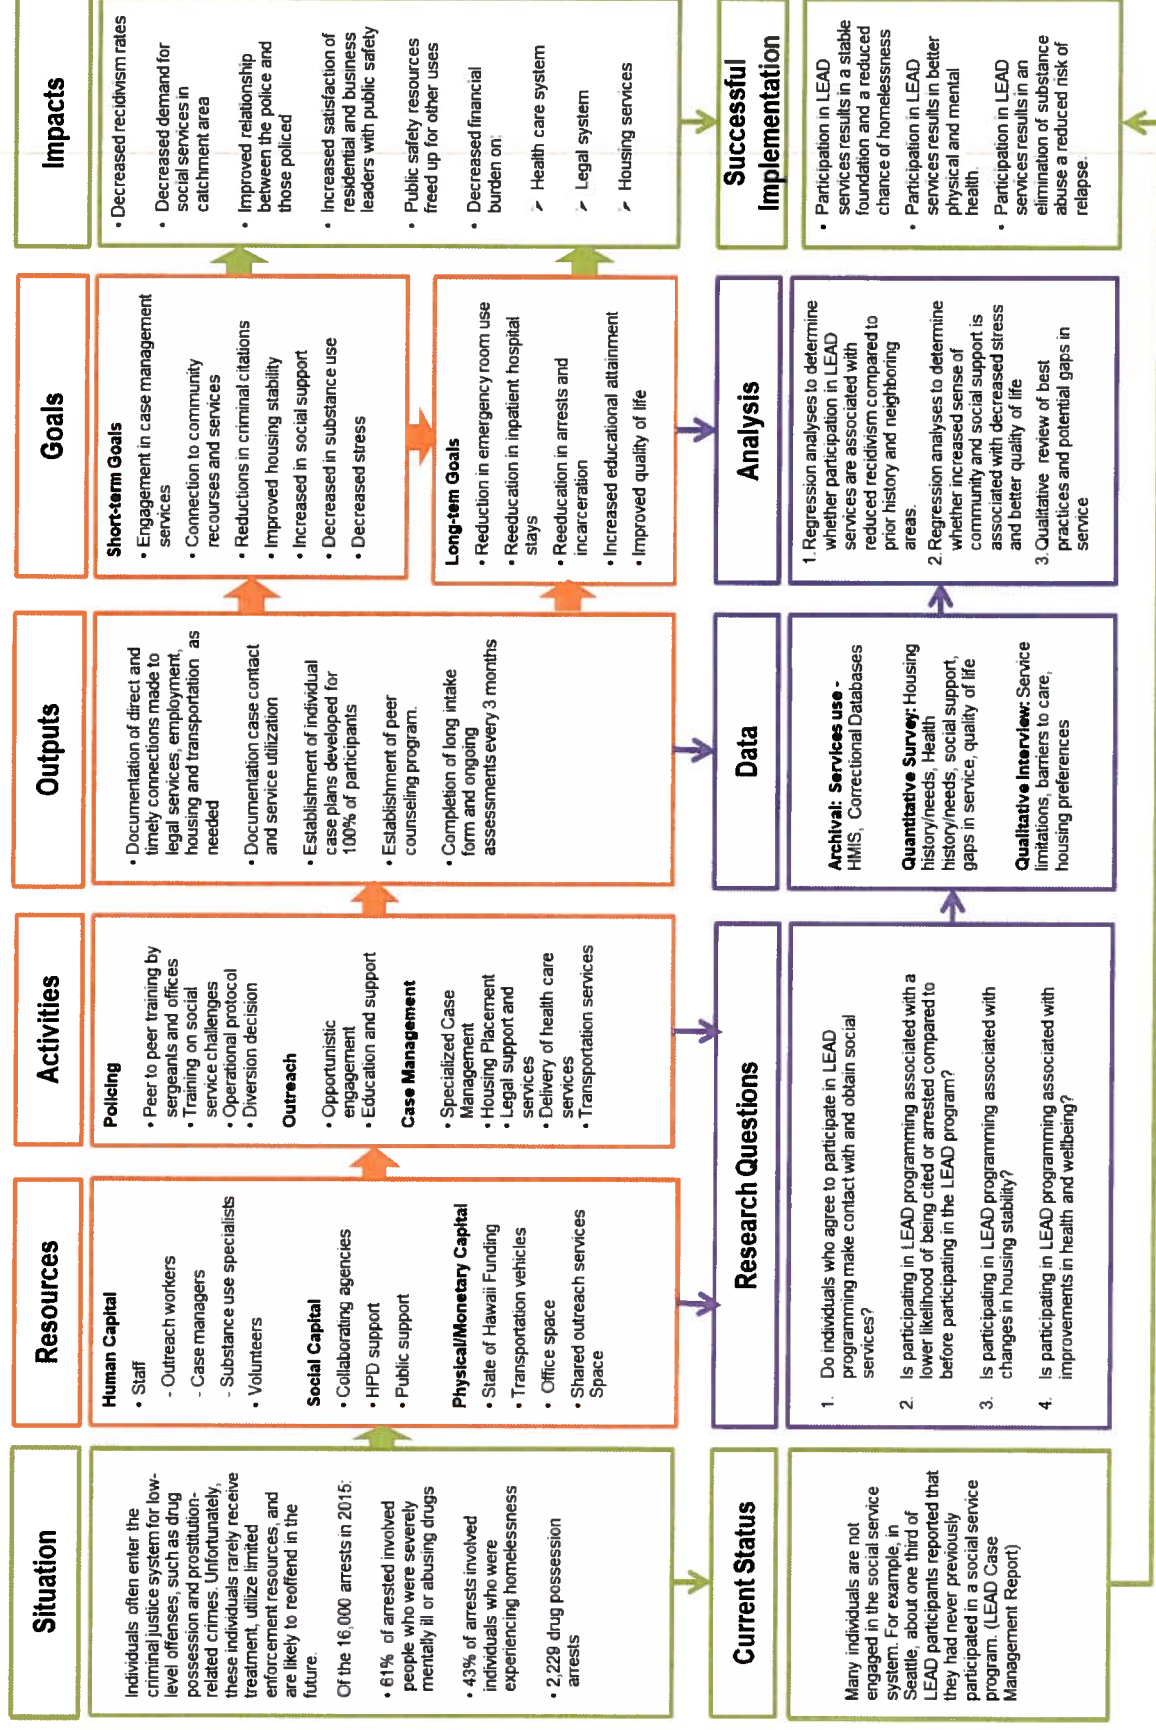 Situation
Individuals often enter the
criminal justice system for low-
level offenses, such as drug
possession and prostitution-
related crimes. Unfortunately,
these individuals rarely receive
treatment, utilize limited
enforcement resources, and
are likely to reoffend in the
future.
Of the 16,000 arrests in 2015:
• 61% of arrested involved
people who were severely
mentally ill or abusing drugs
• 43% of arrests involved
individuals who were
experiencing homelessness
• 2,229 drug possession
arrests
Resources
Human Capital
• Staff
- Outreach workers
- Case managers
- Substance use specialists
• Volunteers
Social Capital
• Collaborating agencies
• HPD support
• Public support
Physical/Monetary Capital
• State of Hawaii Funding
• Transportation vehicles
• Office space
• Shared outreach services
Space
Activities
Policing
• Peer to peer training by
sergeants and offices
• Training on social
service challenges
• Operational protocol
• Diversion decision
Outreach
• Opportunistic
engagement
• Education and support
Case Management
• Specialized Case
Management
• Housing Placement
• Legal support and
services
• Delivery of health care
services
• Transportation services
Outputs
• Documentation of direct and
timely connections made to
legal services, employment,
housing and transportation as
needed
• Documentation case contact
and service utilization
• Establishment of individual
case plans developed for
100% of participants
• Establishment of peer
counseling program.
• Completion of long intake
form and ongoing
assessments every 3 months
Goals
Short-term Goals
• Engagement in case management
services
• Connection to community
recourses and services
• Reductions in criminal citations
• Improved housing stability
• Increased in social support
• Decreased in substance use
• Decreased stress
Long-tem Goals
• Reduction in emergency room use
• Reeducation in inpatient hospital
stays
• Reeducation in arrests and
incarceration
• Increased educational attainment
• Improved quality of life
Impacts
• Decreased recidivism rates
• Decreased demand for
social services in
catchment area
• Improved relationship
between the police and
those policed
• Increased satisfaction of
residential and business
leaders with public safety
• Public safety resources
freed up for other uses
• Decreased financial
burden on:
➢ Health care system
➢ Legal system
➢ Housing services
Current Status
Many individuals are not
engaged in the social service
system. For example, in
Seattle, about one third of
LEAD participants reported that
they had never previously
participated in a social service
program. (LEAD Case
Management Report)
Research Questions
1. Do individuals who agree to participate in LEAD
programming make contact with and obtain social
services?
2. Is participating in LEAD programming associated with a
lower likelihood of being cited or arrested compared to
before participating in the LEAD program?
3. Is participating in LEAD programming associated with
changes in housing stability?
4. Is participating in LEAD programming associated with
improvements in health and wellbeing?
Data
Archival: Services use -
HMIS, Correctional Databases
Quantitative Survey: Housing
history/needs, Health
history/needs, social support,
gaps in service, quality of life
Qualitative Interview: Service
limitations, barriers to care,
housing preferences
Analysis
1. Regression analyses to determine
whether participation in LEAD
services are associated with
reduced recidivism compared to
prior history and neighboring
areas.
2. Regression analyses to determine
whether increased sense of
community and social support is
associated with decreased stress
and better quality of life
3. Qualitative review of best
practices and potential gaps in
service
Successful
Implementation
• Participation in LEAD
services results in a stable
foundation and a reduced
chance of homelessness
• Participation in LEAD
services results in better
physical and mental
health.
• Participation in LEAD
services results in an
elimination of substance
abuse a reduced risk of
relapse.